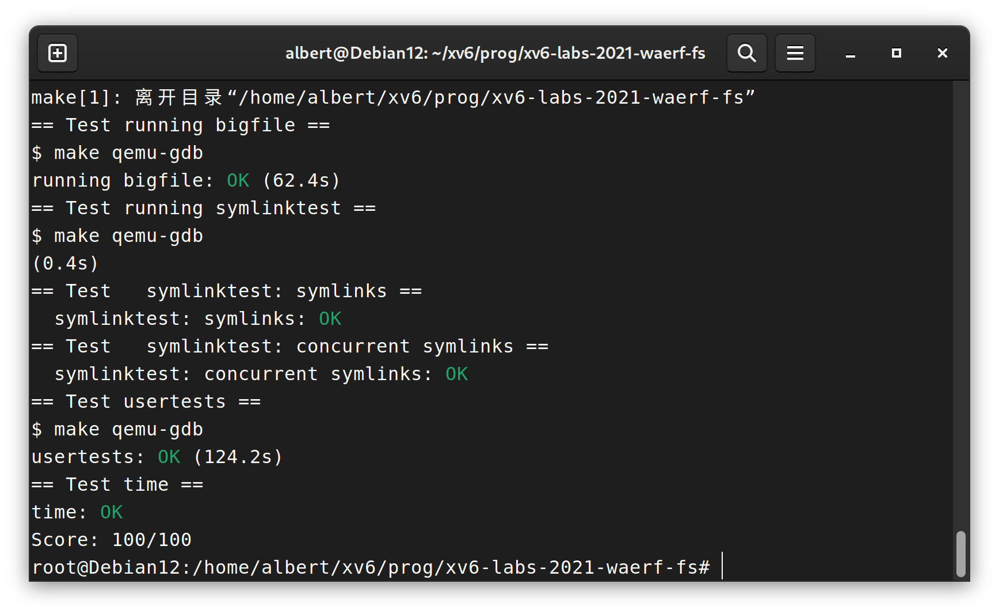 albert@Debian12: ~/xv6/prog/xv6-labs-2021-waerf-fs
make[1]: 离开目录“/home/albert/xv6/prog/xv6-labs-2021-waerf-fs”
== Test running bigfile ==
$ make qemu-gdb
running bigfile: OK (62.4s)
== Test running symlinktest ==
$ make qemu-gdb
(0.4s)
== Test   symlinktest: symlinks ==
  symlinktest: symlinks: OK
== Test   symlinktest: concurrent symlinks ==
  symlinktest: concurrent symlinks: OK
== Test usertests ==
$ make qemu-gdb
usertests: OK (124.2s)
== Test time ==
time: OK
Score: 100/100
root@Debian12:/home/albert/xv6/prog/xv6-labs-2021-waerf-fs#